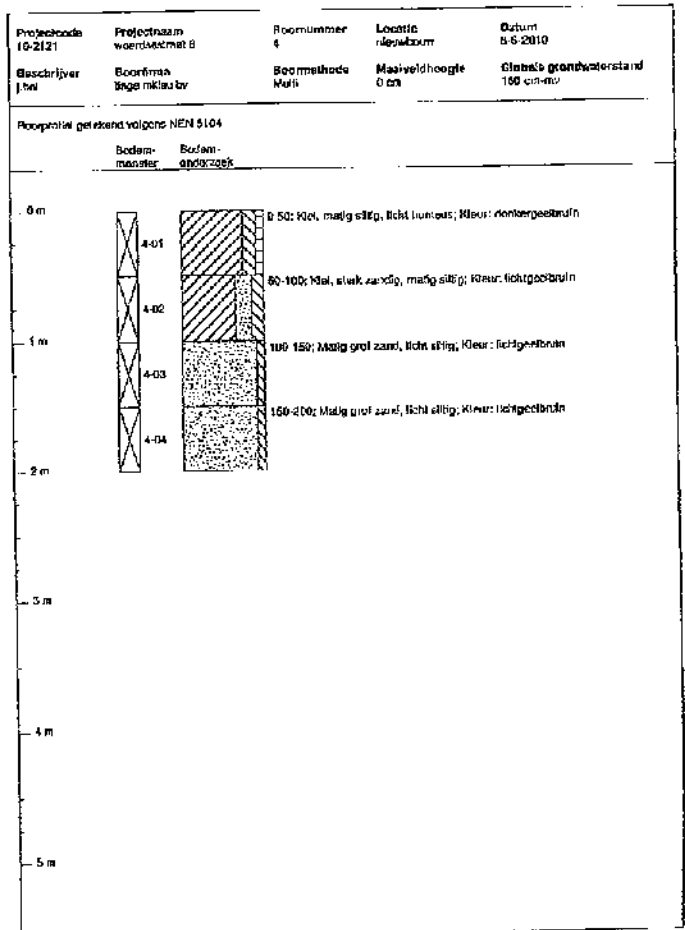 Projectcode Projectnaam Boornummer Locatie Datum
10-2121 4 nieuwbouw 8-6-2010
Beschrijver Boorfirma Boormethode Maaiveldhoogte Globale grondwaterstand
Multi 0 cm 160 cm-mv
Boorprofiel getekend volgens NEN 5104
Bodem- Bodem-
monster onderzoek
0 m
0-50: Klei, matig siltig, licht humeus; Kleur: donkergeelbruin
4-01
50-100: Klei, sterk zandig, matig siltig; Kleur: lichtgeelbruin
4-02
1 m
100-150; Matig grof zand, licht siltig; Kleur: lichtgeelbruin
4-03
150-200; Matig grof zand, licht siltig; Kleur: lichtgeelbruin
4-04
2 m
3 m
4 m
5 m